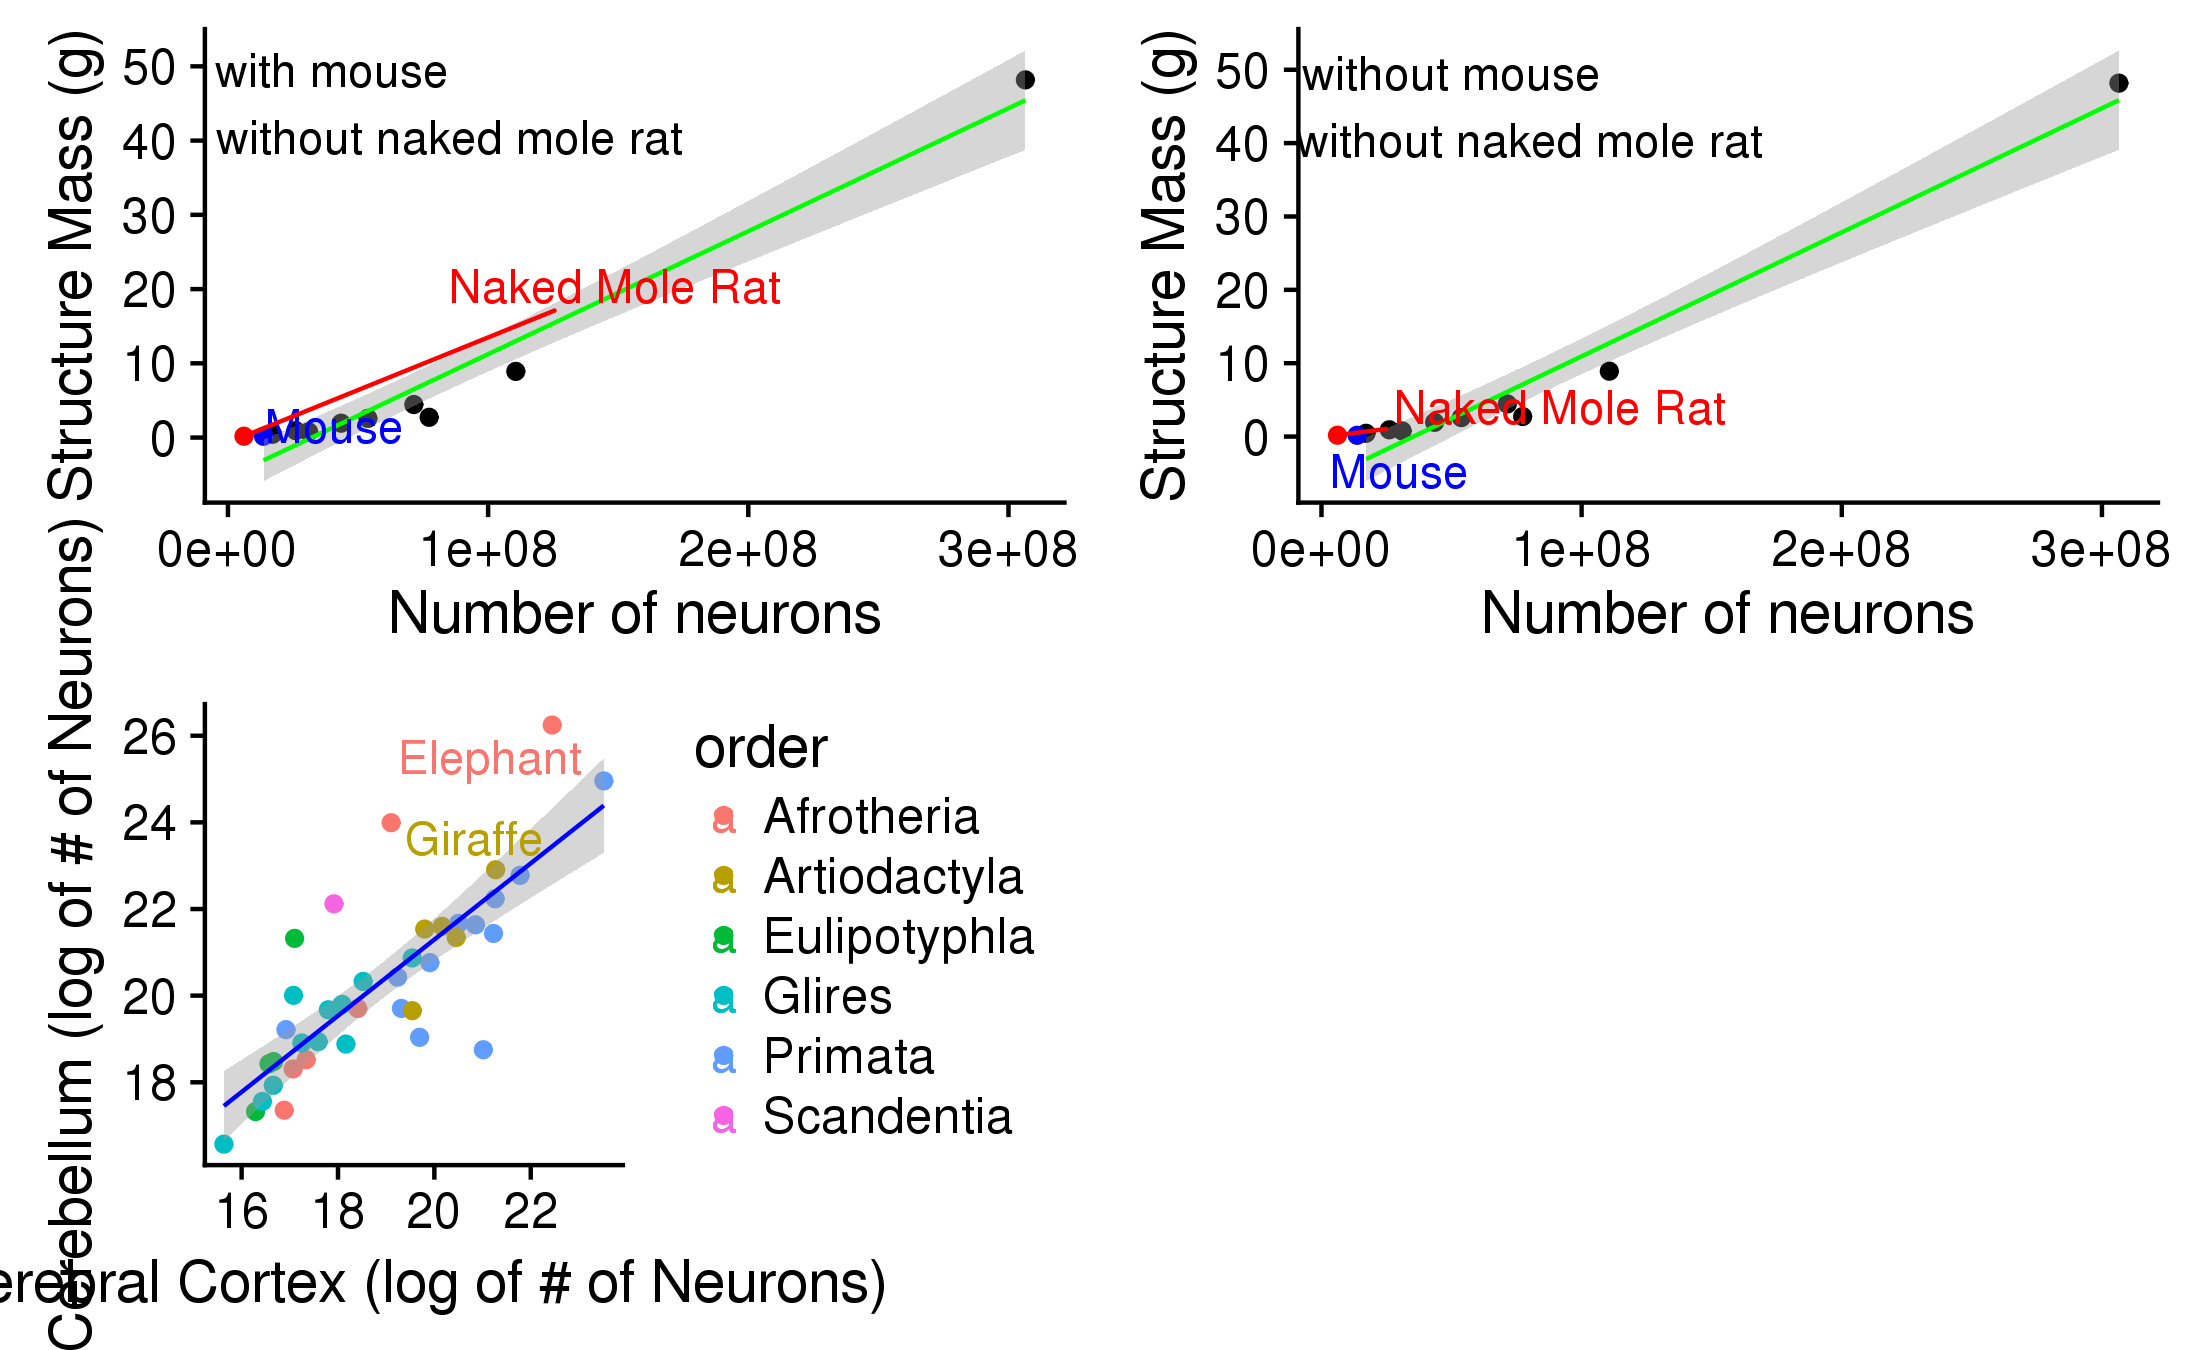 Structure Mass (g)
50
40
30
20
10
0
with mouse
without naked mole rat
Naked Mole Rat
Mouse
0e+00 1e+08 2e+08 3e+08
Number of neurons
Structure Mass (g)
50
40
30
20
10
0
without mouse
without naked mole rat
Naked Mole Rat
Mouse
0e+00 1e+08 2e+08 3e+08
Number of neurons
Cerebellum (log of # of Neurons)
26
24
22
20
18
Elephant
Giraffe
16 18 20 22
erebral Cortex (log of # of Neurons)
order
a Afrotheria
a Artiodactyla
a Eulipotyphla
a Glires
a Primata
a Scandentia